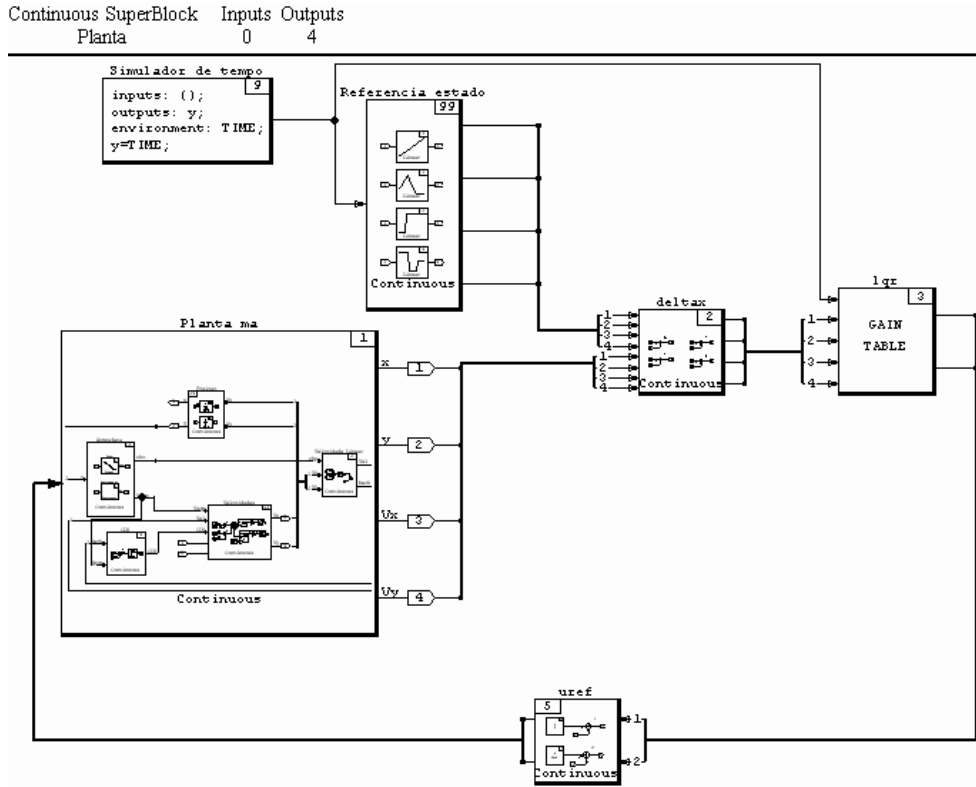 Continuous SuperBlock Inputs Outputs
Planta 0 4
Simulador de tempo
9
inputs: ();
outputs: y;
environment: TIME;
y=TIME;
Referencia estado
99
Continuous
lqr
3
GAIN
TABLE
1
2
3
4
deltax
2
1
2
3
4
1
2
3
4
Continuous
Planta ma
1
x 1
y 2
Vx 3
Vy 4
Continuous
uref
5
1
2
Continuous